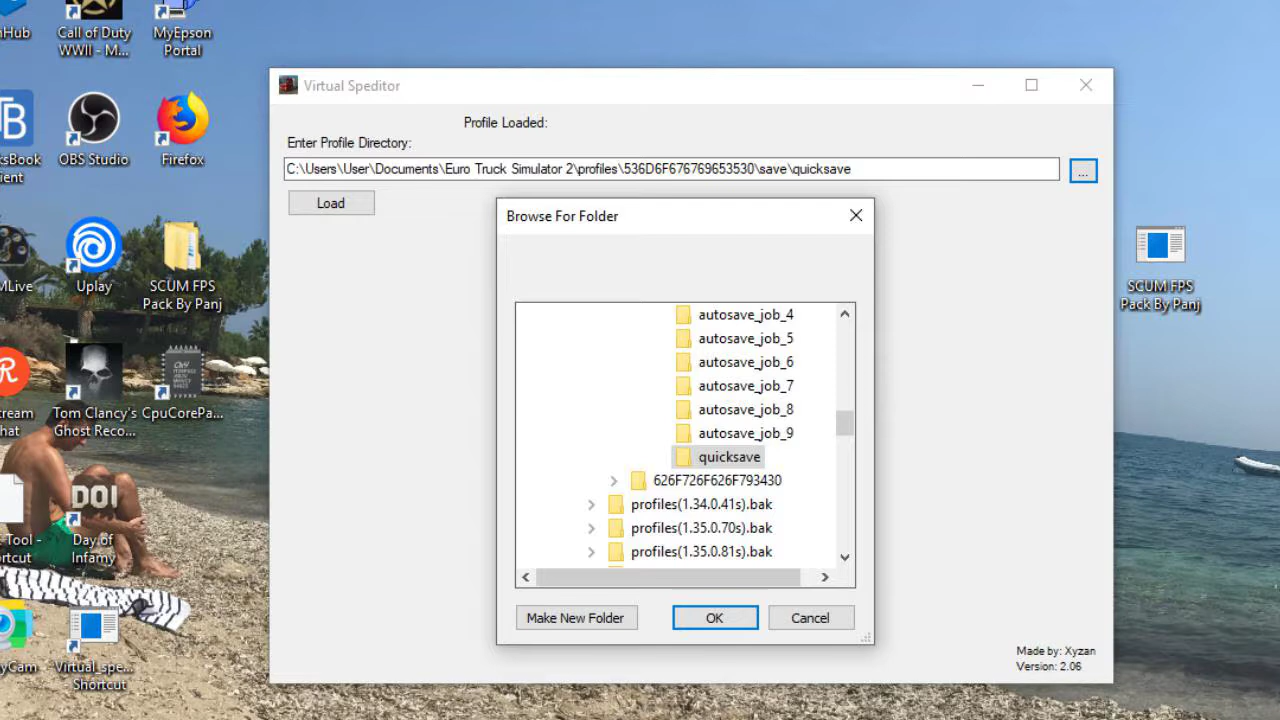 Call of Duty
WWII - M...
MyEpson
Portal
OBS Studio
Firefox
Uplay
SCUM FPS
Pack By Panj
Tom Clancy's
Ghost Reco...
CpuCorePa...
DOI
Day of
Infamy
Virtual_spe...
- Shortcut
Virtual Speditor
Profile Loaded:
Enter Profile Directory:
C:\Users\User\Documents\Euro Truck Simulator 2\profiles\536D6F676769653530\save\quicksave
...
Load
Browse For Folder
autosave_job_4
autosave_job_5
autosave_job_6
autosave_job_7
autosave_job_8
autosave_job_9
quicksave
626F726F626F793430
profiles(1.34.0.41s).bak
profiles(1.35.0.70s).bak
profiles(1.35.0.81s).bak
Make New Folder
OK
Cancel
Made by: Xyzan
Version: 2.06
SCUM FPS
Pack By Panj